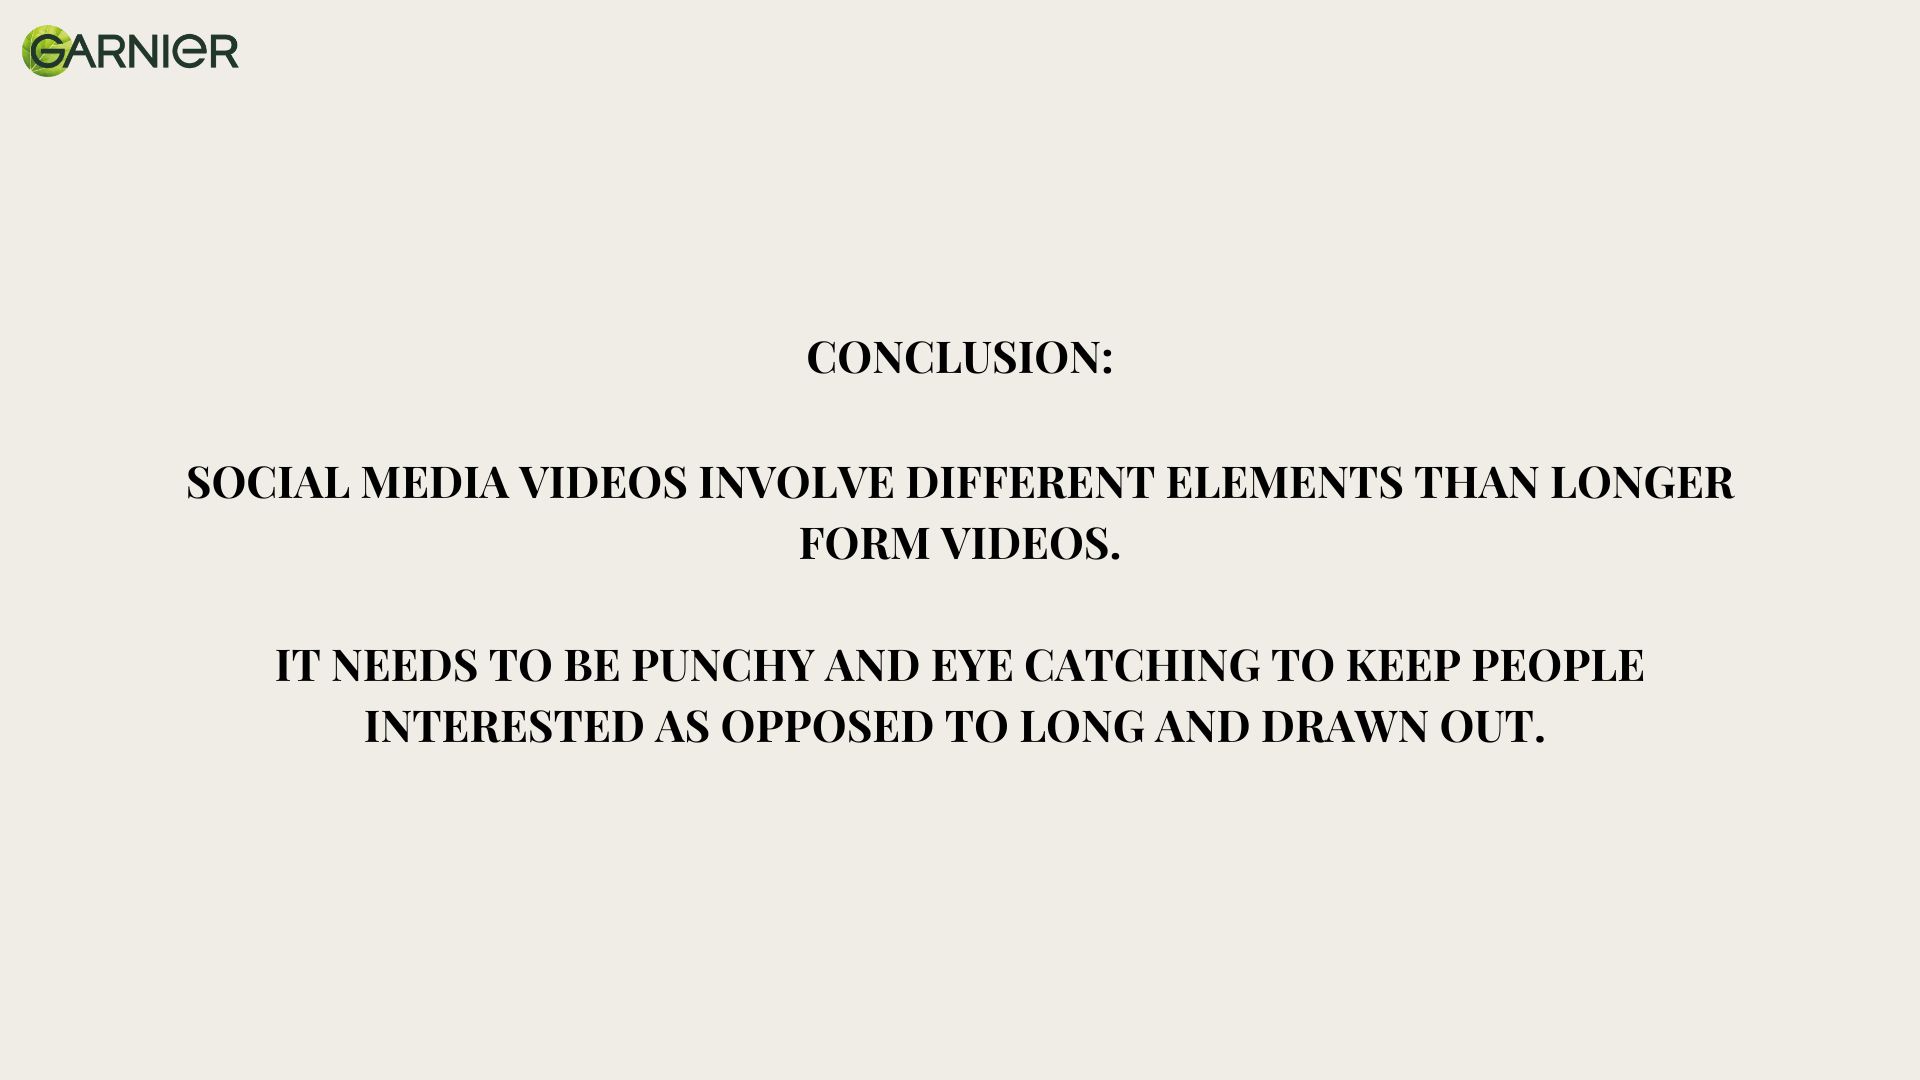 GARNIER
CONCLUSION:
SOCIAL MEDIA VIDEOS INVOLVE DIFFERENT ELEMENTS THAN LONGER
FORM VIDEOS.
IT NEEDS TO BE PUNCHY AND EYE CATCHING TO KEEP PEOPLE
INTERESTED AS OPPOSED TO LONG AND DRAWN OUT.